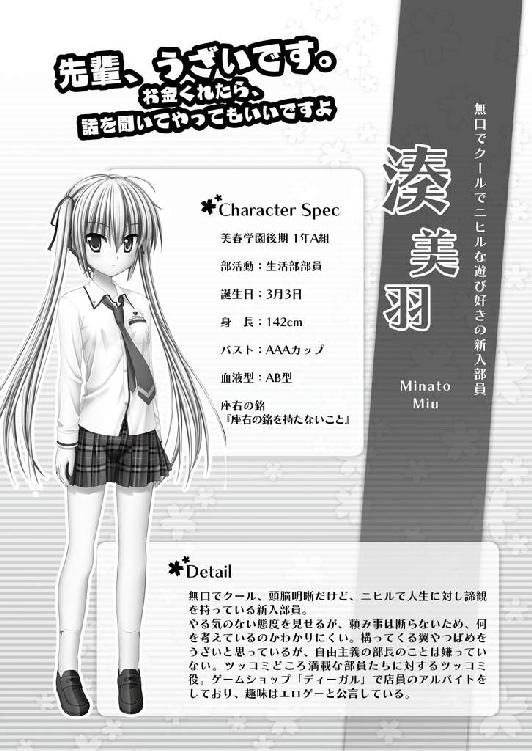 先輩、うざいです。
お金くれたら、
話を聞いてやってもいいですよ
無口でクールでニヒルな遊び好きの新入部員
湊 美羽
Minato
Miu
Character Spec
美春学園後期 1年A組
部活動：生活部部員
誕生日：3月3日
身　長：142cm
バスト：AAAカップ
血液型：AB型
座右の銘
『座右の銘を持たないこと』
Detail
無口でクール、頭脳明晰だけど、ニヒルで人生に対し諦観
を持っている新入部員。
やる気のない態度を見せるが、頼み事は断らないため、何
を考えているのかわかりにくい。構ってくる翼やつばめを
うざいと思っているが、自由主義の部長のことは嫌ってい
ない。ツッコミどころ満載な部員たちに対するツッコミ
役。ゲームショップ「ディーガル」で店員のアルバイトを
しており、趣味はエロゲーと公言している。